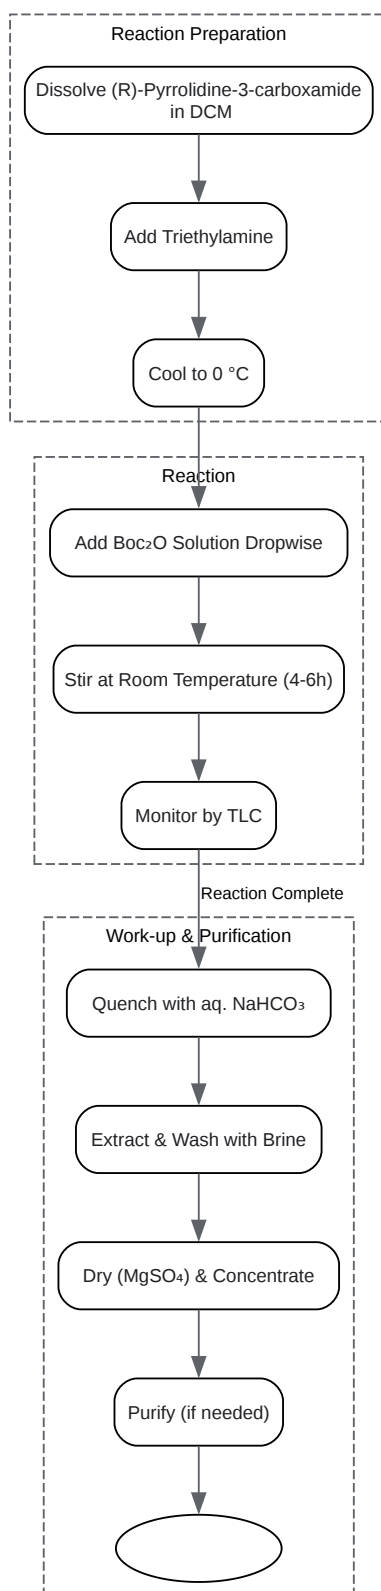 Reaction Preparation
Dissolve (R)-Pyrrolidine-3-carboxamide
in DCM
Add Triethylamine
Cool to 0 °C
Reaction
Add Boc₂O Solution Dropwise
Stir at Room Temperature (4-6h)
Monitor by TLC
Reaction Complete
Work-up & Purification
Quench with aq. NaHCO₃
Extract & Wash with Brine
Dry (MgSO₄) & Concentrate
Purify (if needed)